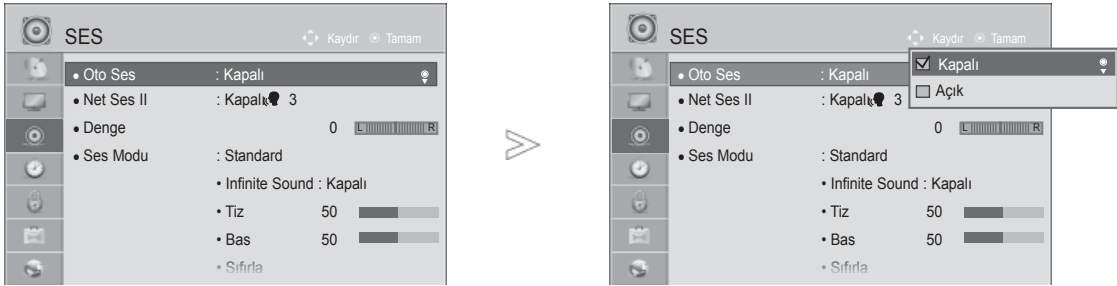 SES
Kaydır Tamam
• Oto Ses : Kapalı
• Net Ses II : Kapalı 3
• Denge 0 L R
• Ses Modu : Standard
• Infinite Sound : Kapalı
• Tiz 50
• Bas 50
• Sıfırla
SES
Kaydır Tamam
• Oto Ses : Kapalı
Kapalı
Açık
• Net Ses II : Kapalı 3
• Denge 0 L R
• Ses Modu : Standard
• Infinite Sound : Kapalı
• Tiz 50
• Bas 50
• Sıfırla